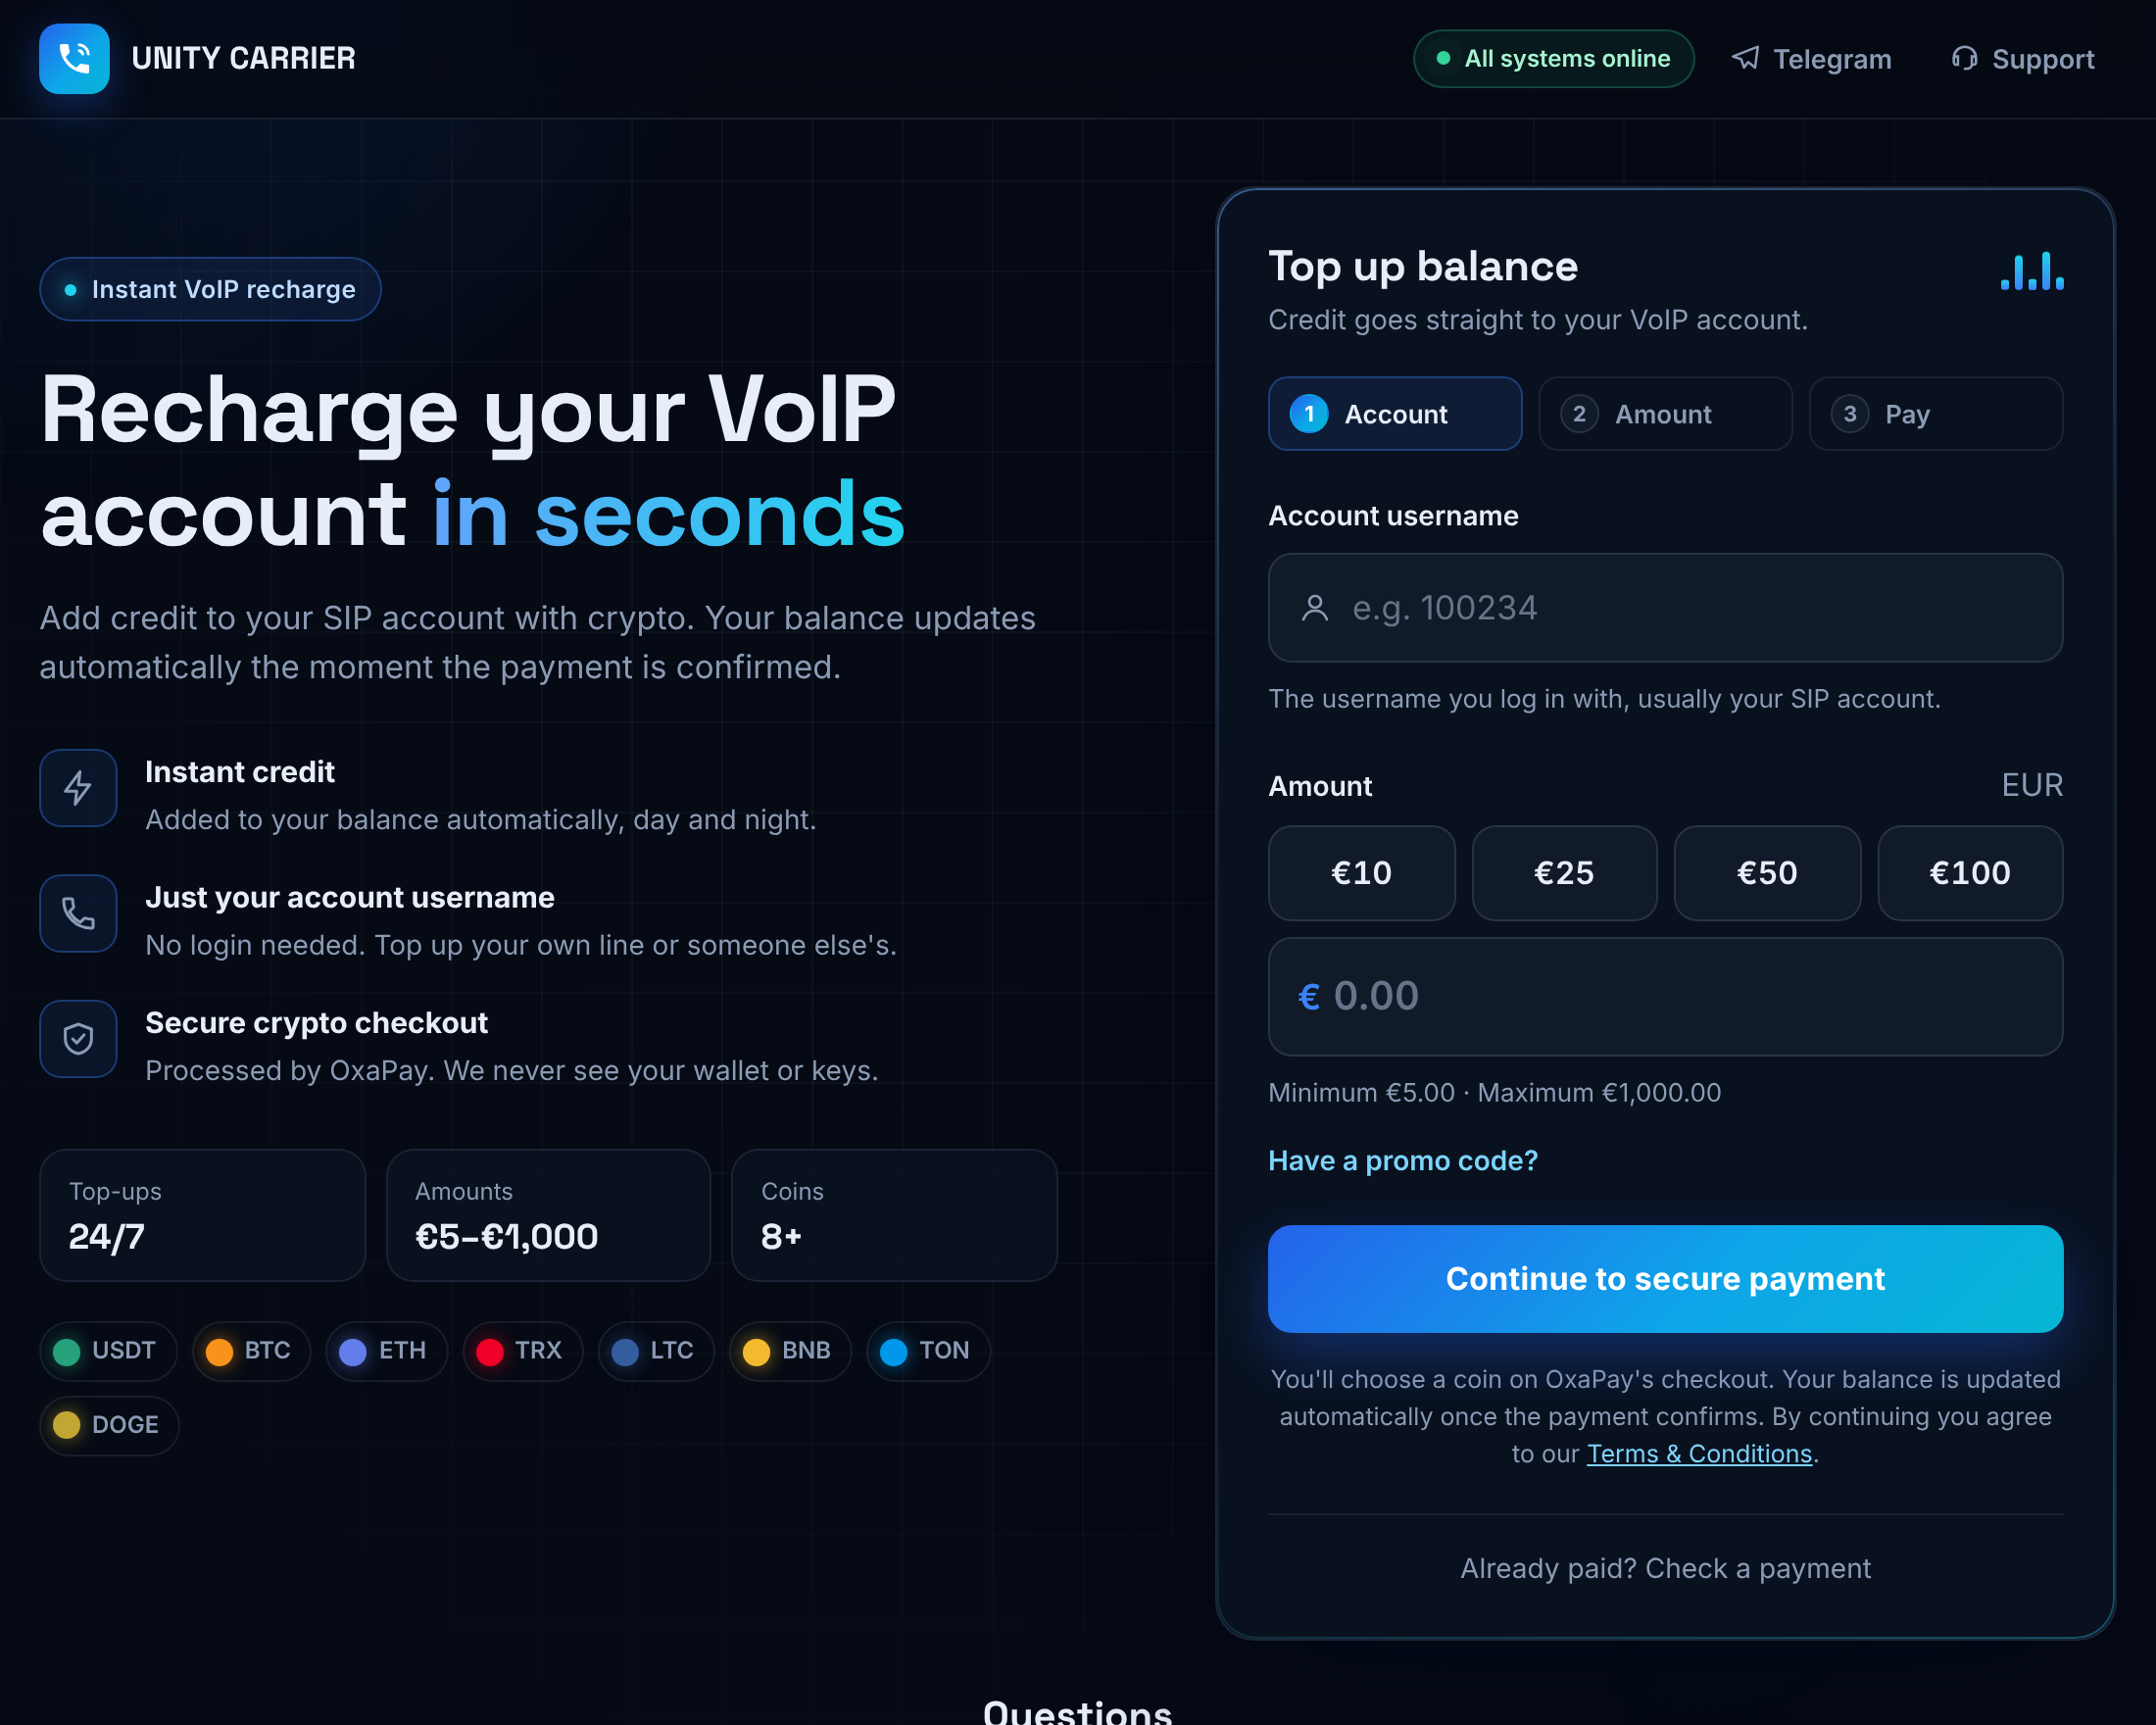 UNITY CARRIER
All systems online
Telegram
Support
Instant VoIP recharge
Recharge your VoIP
account in seconds
Add credit to your SIP account with crypto. Your balance updates
automatically the moment the payment is confirmed.
Instant credit
Added to your balance automatically, day and night.
Just your account username
No login needed. Top up your own line or someone else's.
Secure crypto checkout
Processed by OxaPay. We never see your wallet or keys.
Top-ups
24/7
Amounts
€5–€1,000
Coins
8+
USDT
BTC
ETH
TRX
LTC
BNB
TON
DOGE
Top up balance
Credit goes straight to your VoIP account.
1 Account
2 Amount
3 Pay
Account username
e.g. 100234
The username you log in with, usually your SIP account.
Amount
EUR
€10
€25
€50
€100
€ 0.00
Minimum €5.00 · Maximum €1,000.00
Have a promo code?
Continue to secure payment
You'll choose a coin on OxaPay's checkout. Your balance is updated
automatically once the payment confirms. By continuing you agree
to our Terms & Conditions.
Already paid? Check a payment
Questions